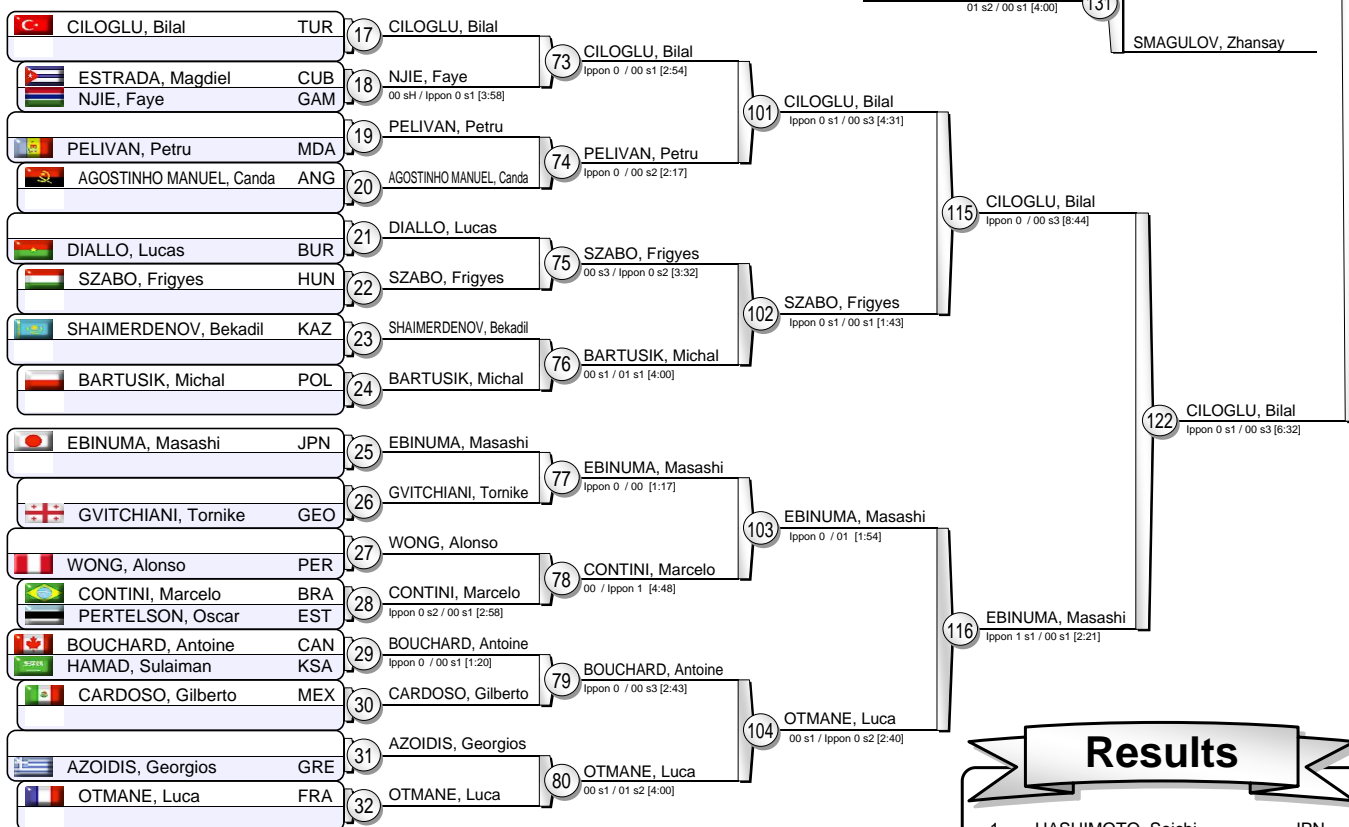 01 s2 / 00 s1 [4:00]
131
SMAGULOV, Zhansay
CILOGLU, Bilal TUR
ESTRADA, Magdiel CUB
NJIE, Faye GAM
PELIVAN, Petru MDA
AGOSTINHO MANUEL, Canda ANG
DIALLO, Lucas BUR
SZABO, Frigyes HUN
SHAIMERDENOV, Bekadil KAZ
BARTUSIK, Michal POL
EBINUMA, Masashi JPN
GVITCHIANI, Tornike GEO
WONG, Alonso PER
CONTINI, Marcelo BRA
PERTELSON, Oscar EST
BOUCHARD, Antoine CAN
HAMAD, Sulaiman KSA
CARDOSO, Gilberto MEX
AZOIDIS, Georgios GRE
OTMANE, Luca FRA
17 CILOGLU, Bilal
18 NJIE, Faye
00 sH / Ippon 0 s1 [3:58]
19 PELIVAN, Petru
20 AGOSTINHO MANUEL, Canda
21 DIALLO, Lucas
22 SZABO, Frigyes
23 SHAIMERDENOV, Bekadil
24 BARTUSIK, Michal
25 EBINUMA, Masashi
26 GVITCHIANI, Tornike
27 WONG, Alonso
28 CONTINI, Marcelo
Ippon 0 s2 / 00 s1 [2:58]
29 BOUCHARD, Antoine
Ippon 0 / 00 s1 [1:20]
30 CARDOSO, Gilberto
31 AZOIDIS, Georgios
32 OTMANE, Luca
73 CILOGLU, Bilal
Ippon 0 / 00 s1 [2:54]
74 PELIVAN, Petru
Ippon 0 / 00 s2 [2:17]
75 SZABO, Frigyes
00 s3 / Ippon 0 s2 [3:32]
76 BARTUSIK, Michal
00 s1 / 01 s1 [4:00]
77 EBINUMA, Masashi
Ippon 0 / 00 [1:17]
78 CONTINI, Marcelo
00 / Ippon 1 [4:48]
79 BOUCHARD, Antoine
Ippon 0 / 00 s3 [2:43]
80 OTMANE, Luca
00 s1 / 01 s2 [4:00]
101 CILOGLU, Bilal
Ippon 0 s1 / 00 s3 [4:31]
102 SZABO, Frigyes
Ippon 0 s1 / 00 s1 [1:43]
103 EBINUMA, Masashi
Ippon 0 / 01 [1:54]
104 OTMANE, Luca
00 s1 / Ippon 0 s2 [2:40]
115 CILOGLU, Bilal
Ippon 0 / 00 s3 [8:44]
116 EBINUMA, Masashi
Ippon 1 s1 / 00 s1 [2:21]
122 CILOGLU, Bilal
Ippon 0 s1 / 00 s3 [6:32]
Results
1 HASHIMOTO, Soichi JPN